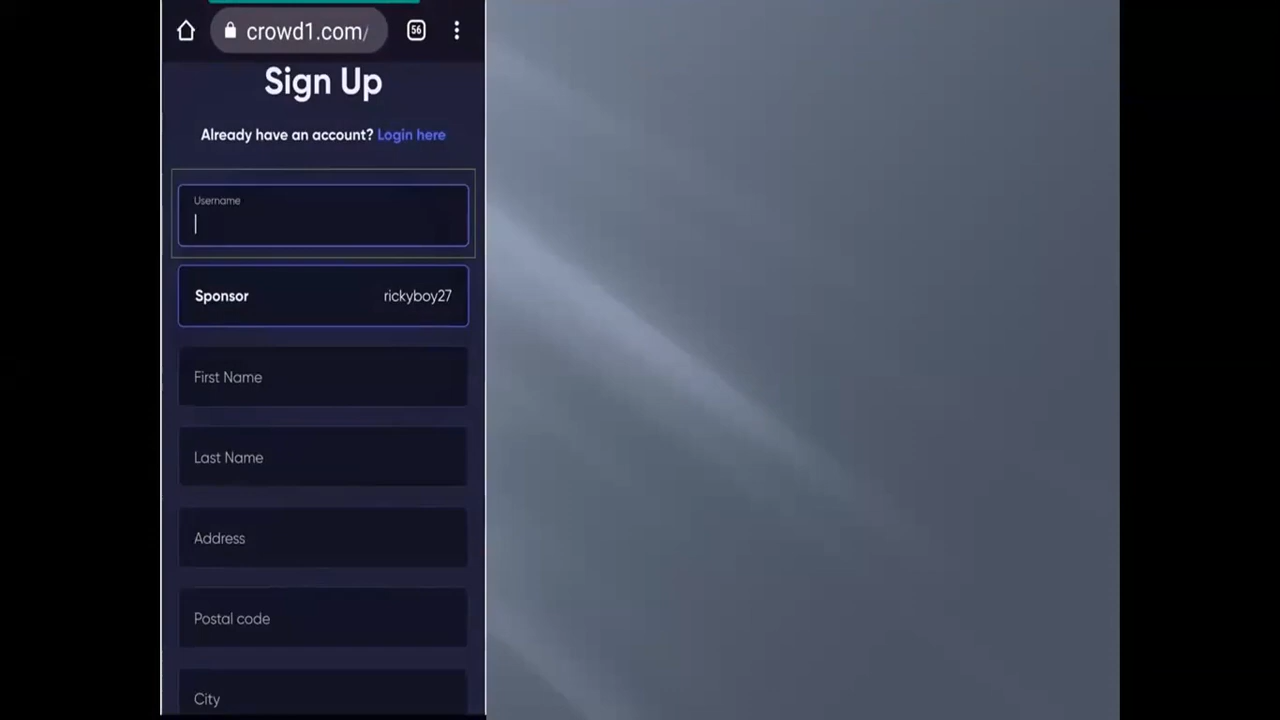 crowd1.com/
56
Sign Up
Already have an account? Login here
Username
Sponsor rickyboy27
First Name
Last Name
Address
Postal code
City